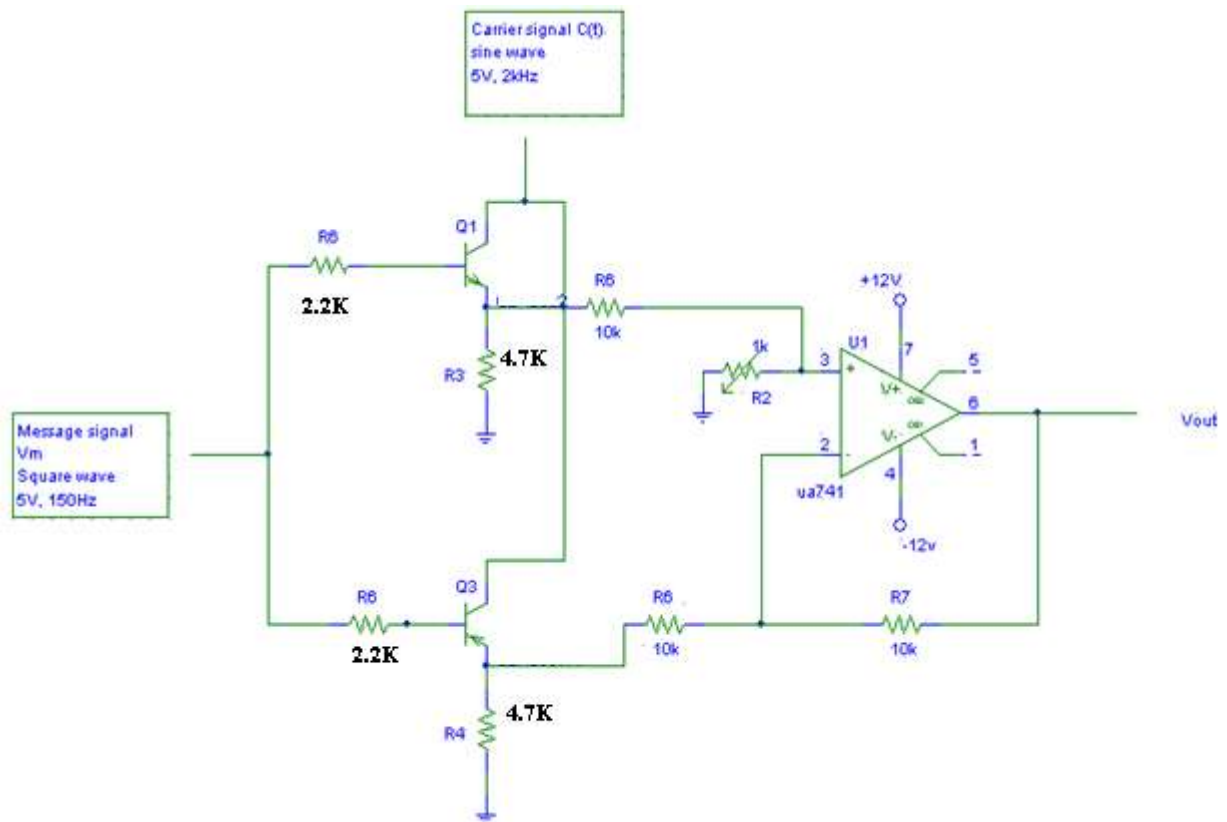 Carrier signal C(t).
sine wave
5V, 2kHz
Q1
R6
2.2K
1
2
R6
10k
4.7K
R3
+12V
U1
7
5
1k
3
+
V+
R2
6
Vout
Message signal
Vm
Square wave
5V, 150Hz
V-
2
-
1
4
ua741
-12v
Q3
R6
2.2K
R6
10k
R7
10k
4.7K
R4